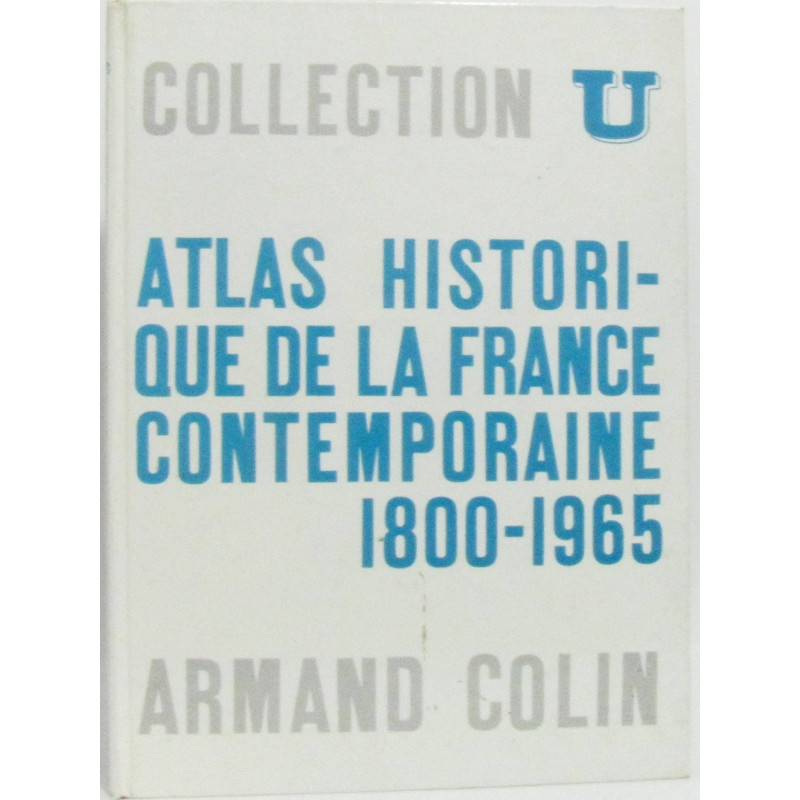 COLLECTION U
ATLAS HISTORI-
QUE DE LA FRANCE
CONTEMPORAINE
1800-1965
ARMAND COLIN